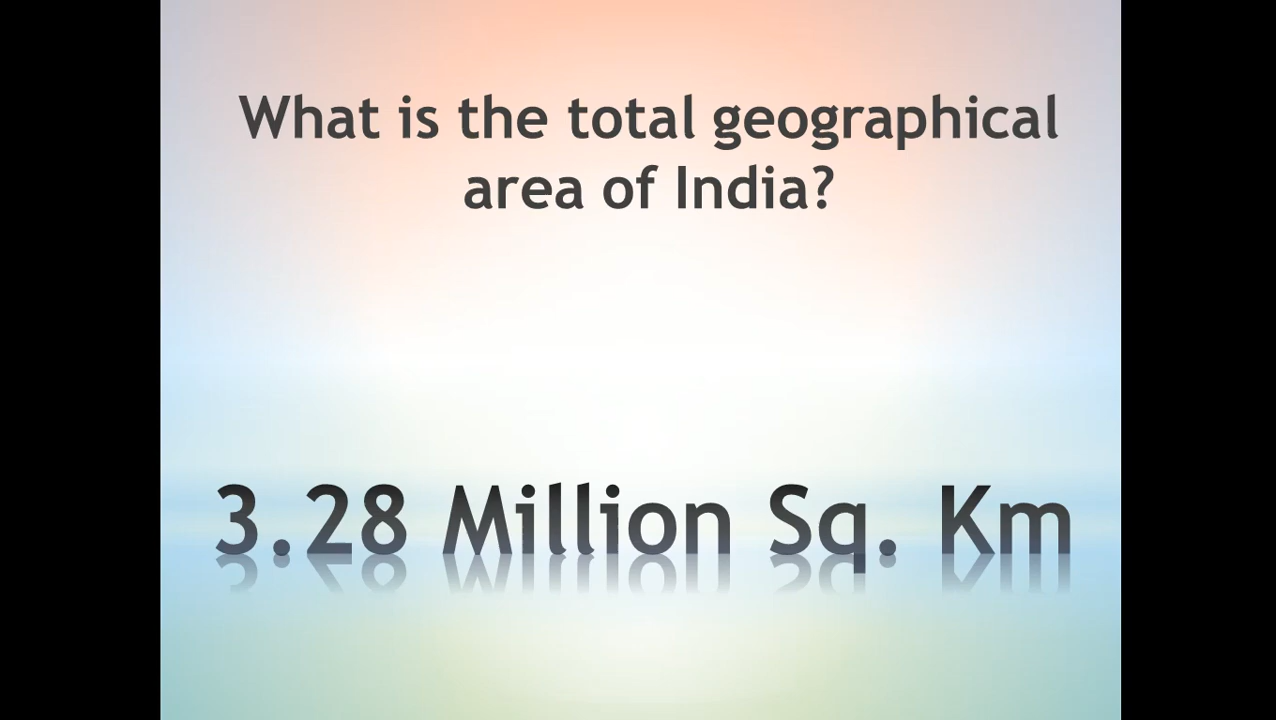 What is the total geographical
area of India?
3.28 Million Sq. Km